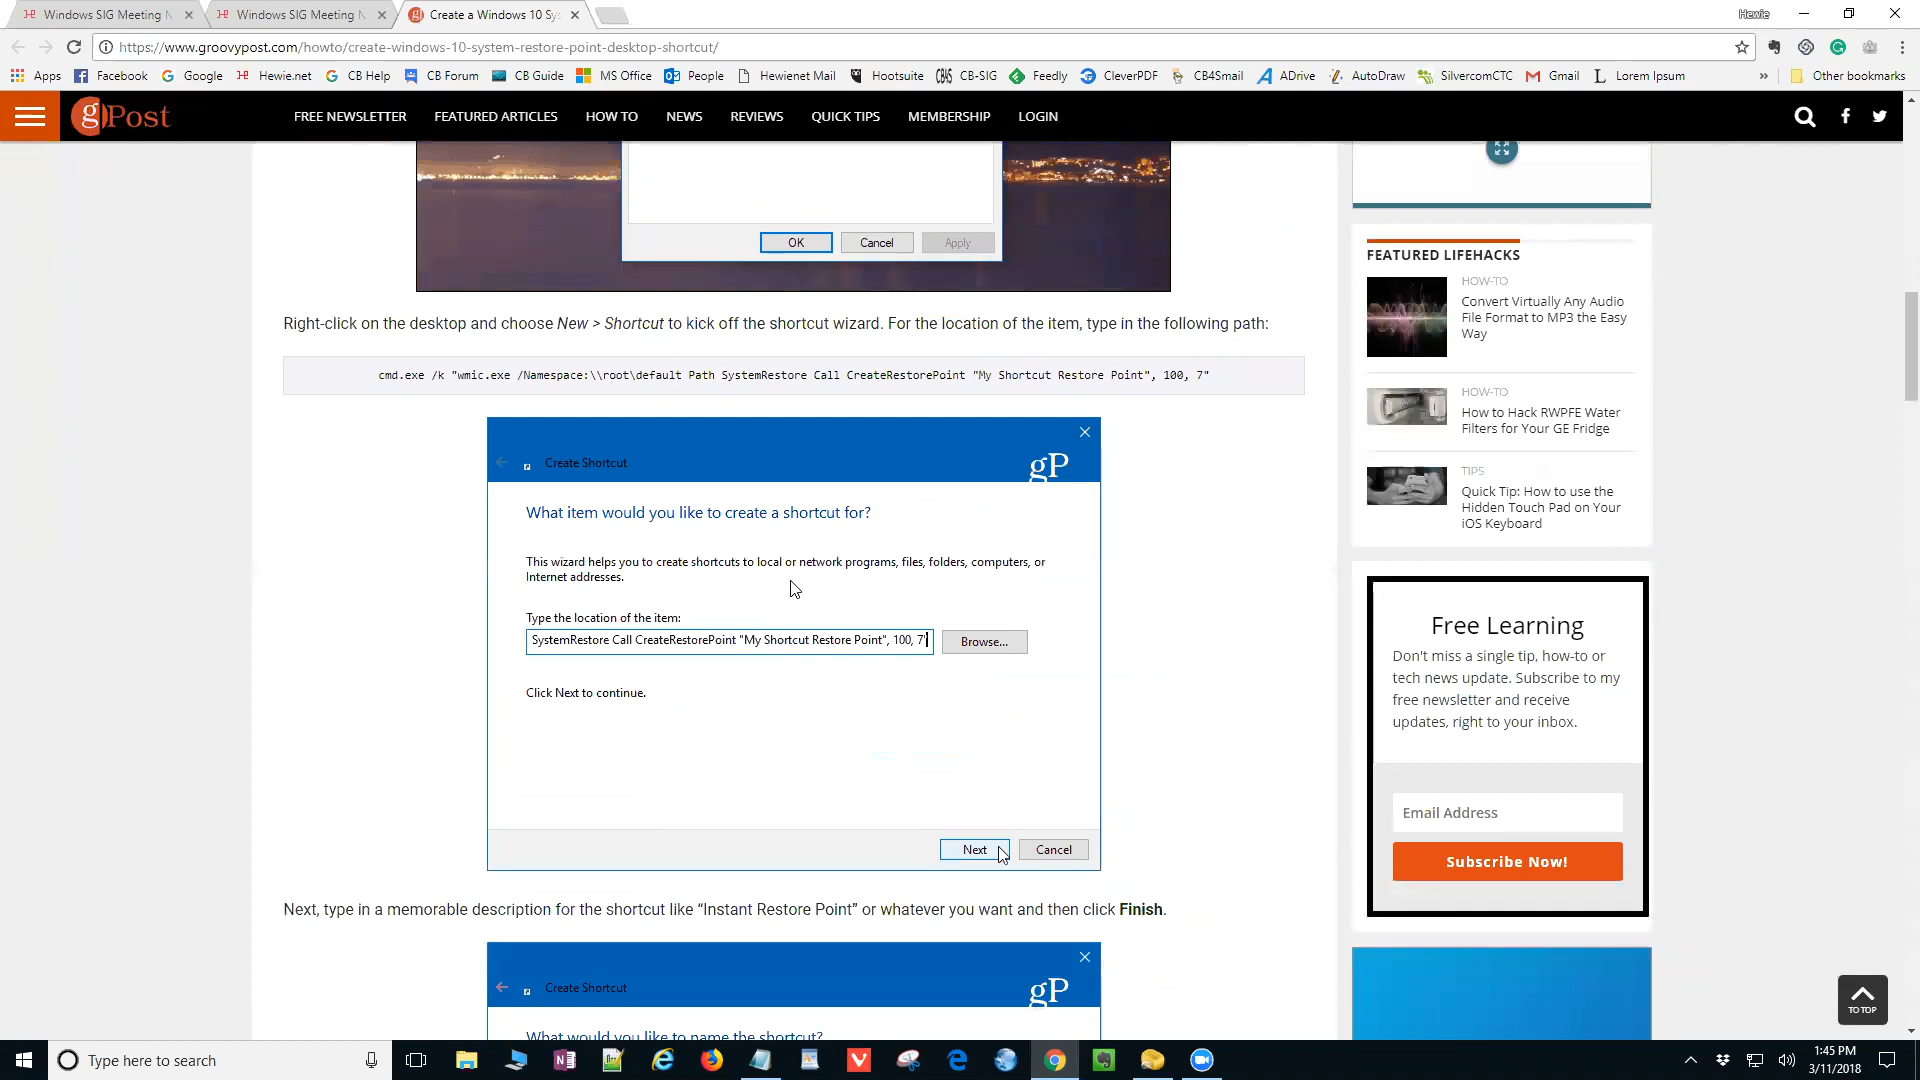 Windows SIG Meeting N
Windows SIG Meeting N
Create a Windows 10 Sy
Hewie
https://www.groovypost.com/howto/create-windows-10-system-restore-point-desktop-shortcut/
Apps Facebook Google Hewie.net CB Help CB Forum CB Guide MS Office People Hewienet Mail Hootsuite CB-SIG Feedly CleverPDF CB4Smail ADrive AutoDraw SilvercomCTC Gmail Lorem Ipsum » Other bookmarks
gPost
FREE NEWSLETTER FEATURED ARTICLES HOW TO NEWS REVIEWS QUICK TIPS MEMBERSHIP LOGIN
OK Cancel Apply
Right-click on the desktop and choose New > Shortcut to kick off the shortcut wizard. For the location of the item, type in the following path:
cmd.exe /k "wmic.exe /Namespace:\\root\default Path SystemRestore Call CreateRestorePoint "My Shortcut Restore Point", 100, 7"
Create Shortcut
gP
What item would you like to create a shortcut for?
This wizard helps you to create shortcuts to local or network programs, files, folders, computers, or
Internet addresses.
Type the location of the item:
SystemRestore Call CreateRestorePoint "My Shortcut Restore Point", 100, 7"
Browse...
Click Next to continue.
Next Cancel
Next, type in a memorable description for the shortcut like “Instant Restore Point” or whatever you want and then click Finish.
Create Shortcut
gP
What would you like to name the shortcut?
FEATURED LIFEHACKS
HOW-TO
Convert Virtually Any Audio
File Format to MP3 the Easy
Way
HOW-TO
How to Hack RWPFE Water
Filters for Your GE Fridge
TIPS
Quick Tip: How to use the
Hidden Touch Pad on Your
iOS Keyboard
Free Learning
Don't miss a single tip, how-to or
tech news update. Subscribe to my
free newsletter and receive
updates, right to your inbox.
Email Address
Subscribe Now!
TO TOP
Type here to search
1:45 PM
3/11/2018